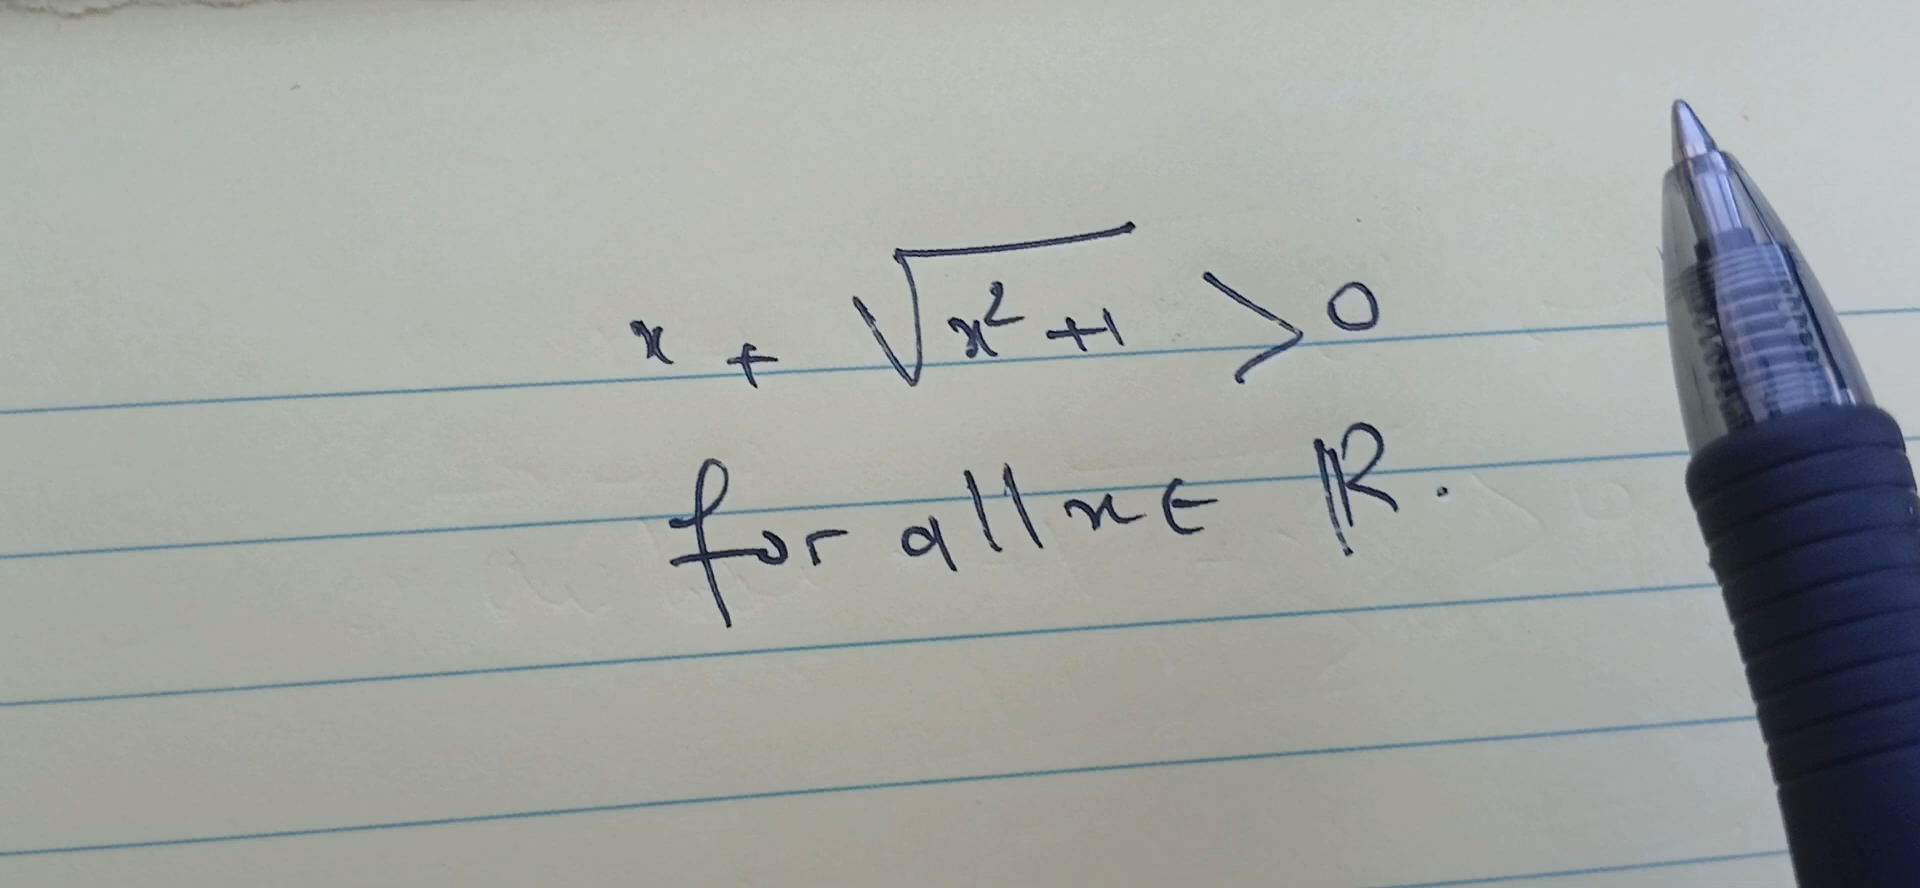 x + √(x² + 1) > 0
for all x ∈ ℝ.